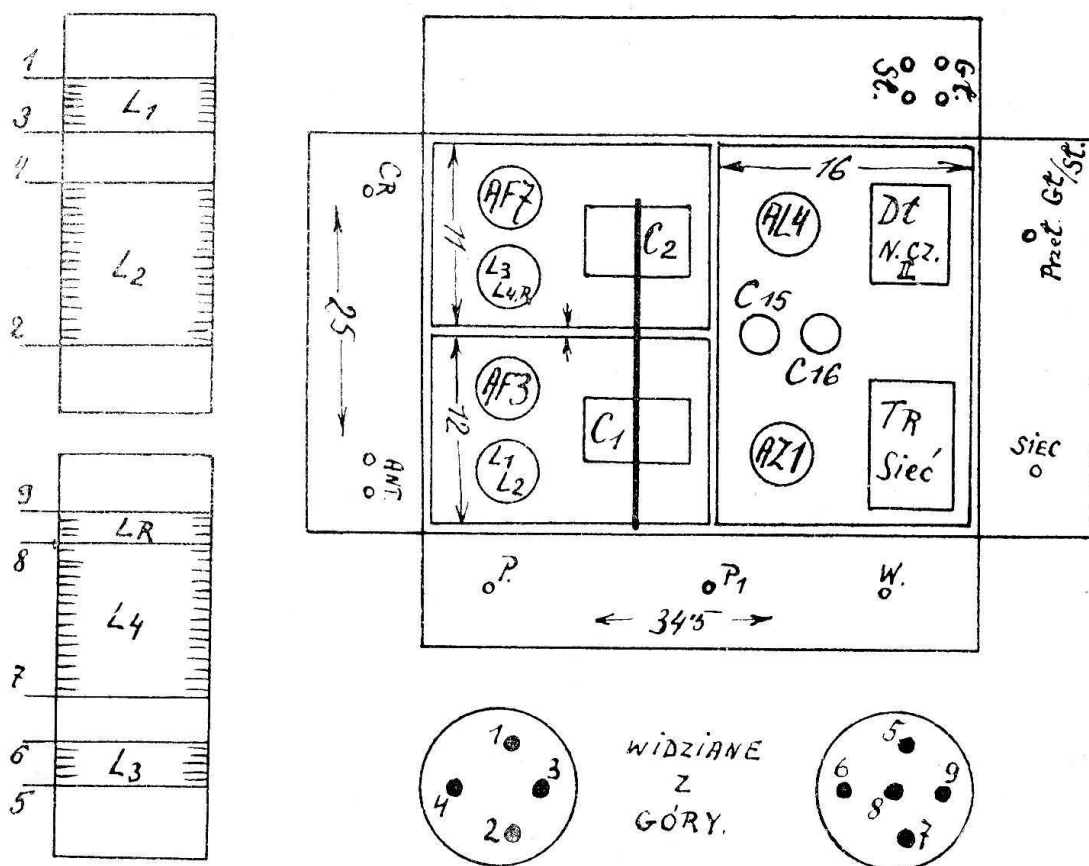 1
L1
3
4
L2
2
9
LR
8
L4
7
6
L3
5
Gł.
Sł.
CR
25
ANT.
AF7
L3
L4,R
11
C2
AF3
L1
L2
12
C1
16
AL4
Dł
N.CZ.
II
C15
C16
AZ1
TR
Sieć
Przeł. Gł/Sł.
SIEC
P.
P1
W.
34'5
1
3
4
2
WIDZIANE
Z
GÓRY.
5
6
9
8
7